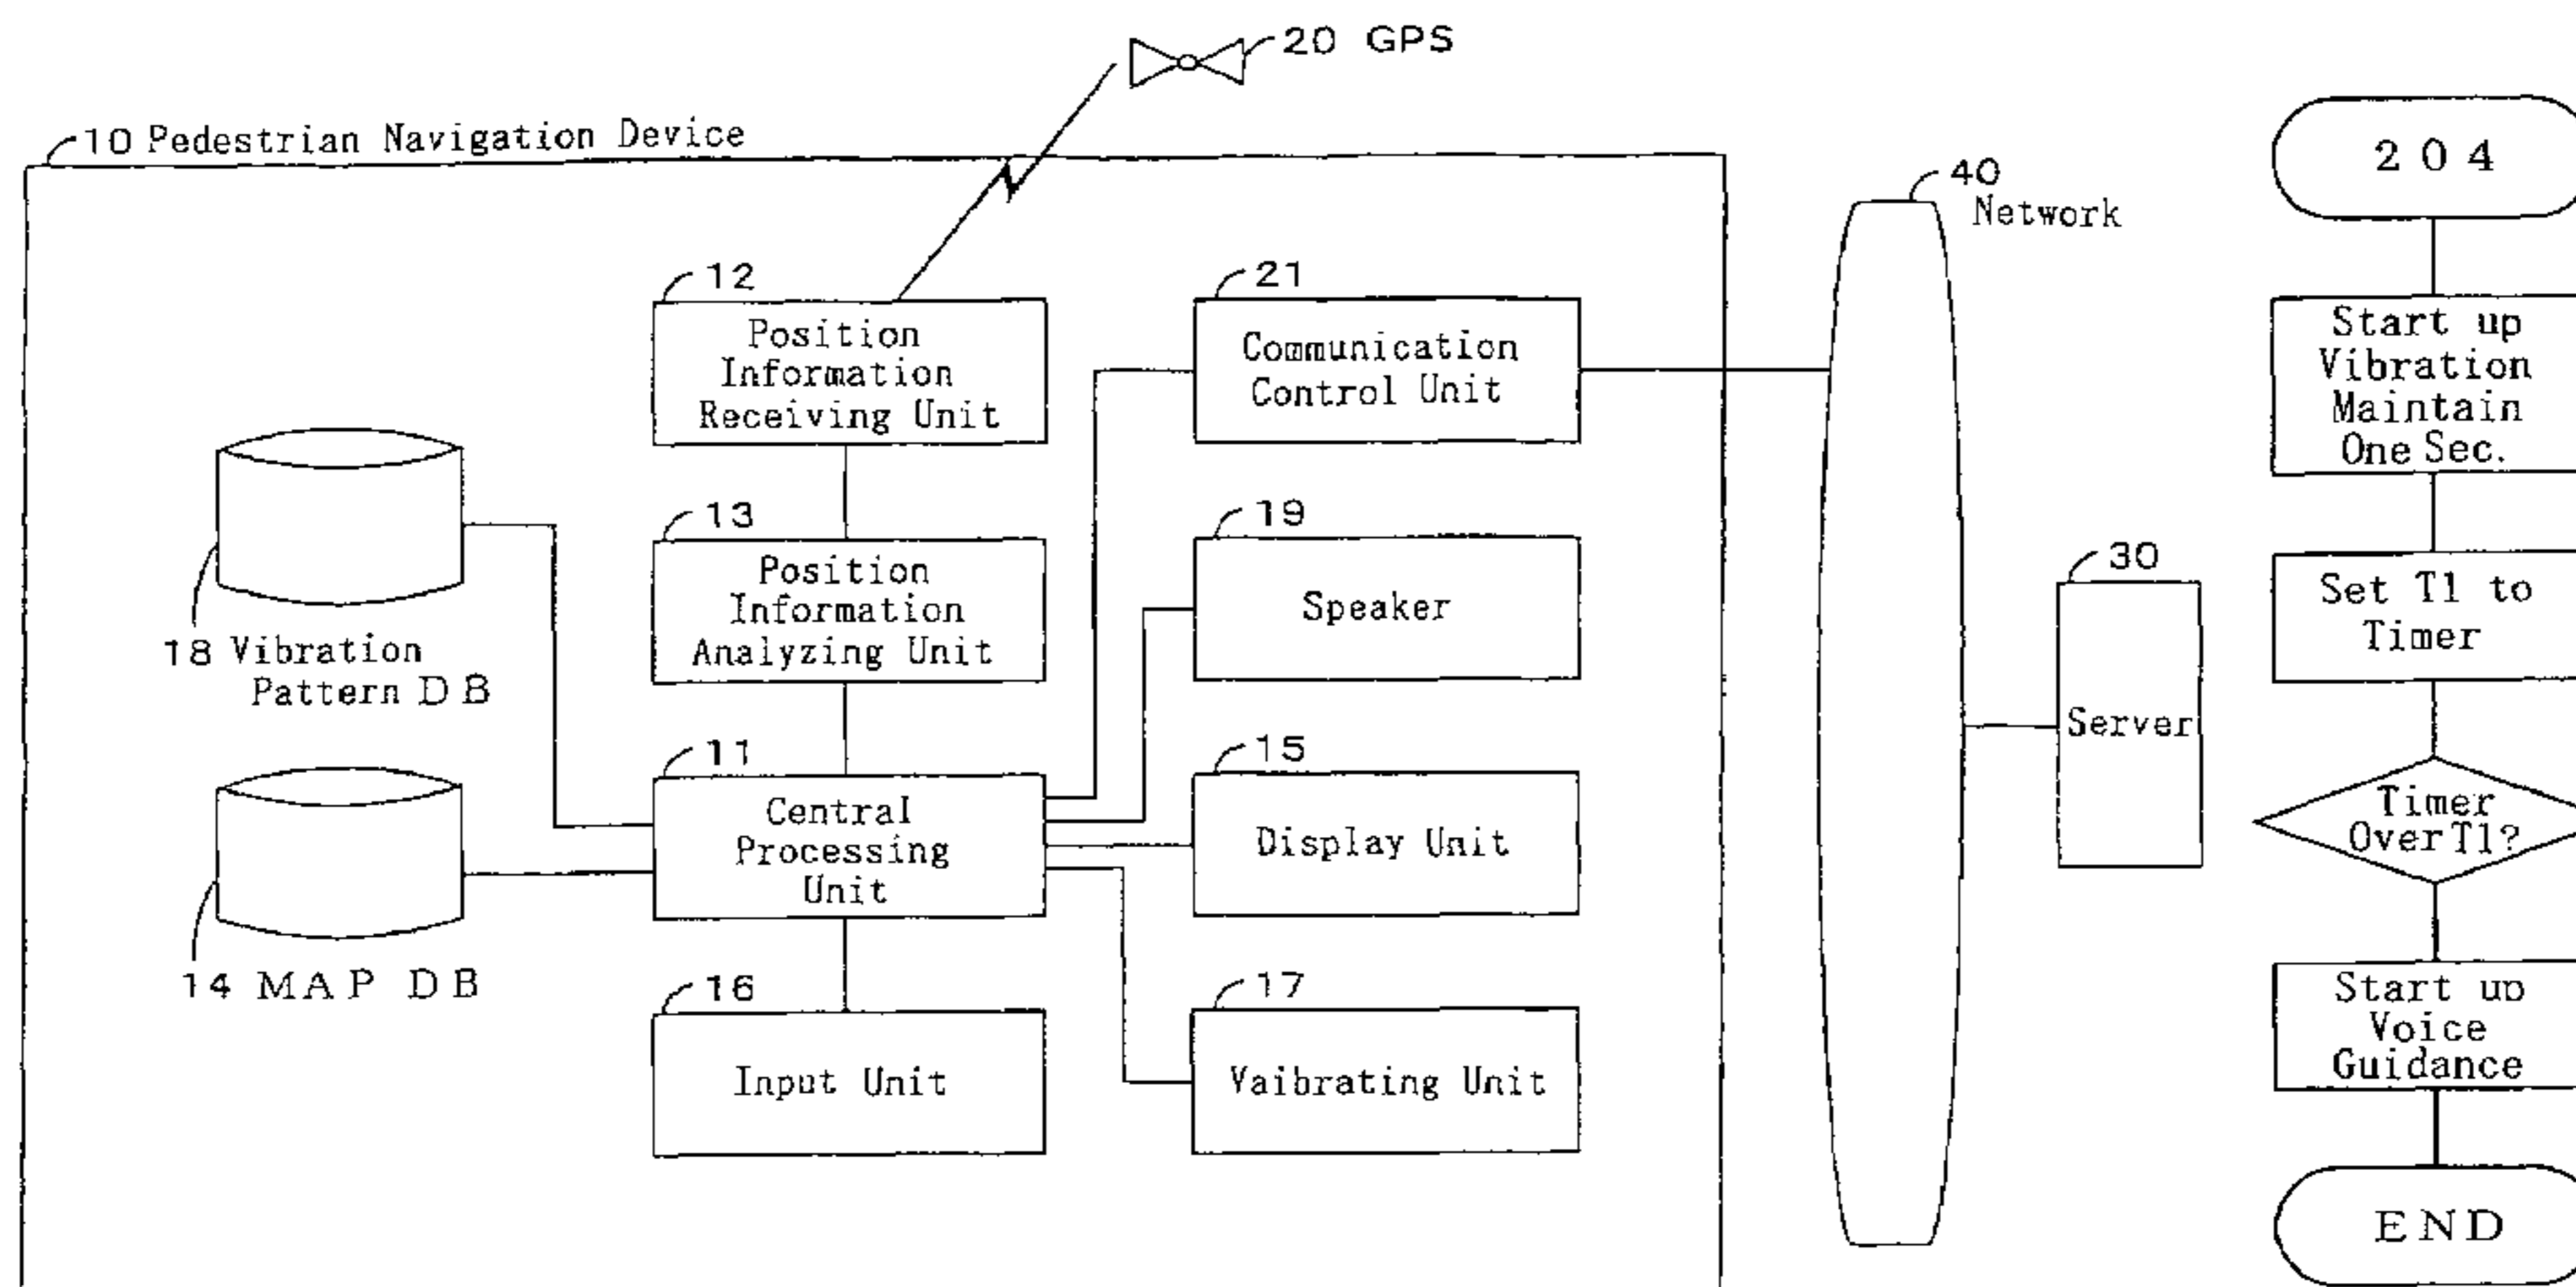 20 GPS
10 Pedestrian Navigation Device
12
Position
Information
Receiving Unit
21
Communication
Control Unit
40
Network
18 Vibration
Pattern DB
13
Position
Information
Analyzing Unit
19
Speaker
30
Server
14 MAP DB
11
Central
Processing
Unit
15
Display Unit
16
Input Unit
17
Vaibrating Unit
204
Start up
Vibration
Maintain
One Sec.
Set T1 to
Timer
Timer
Over T1?
Start up
Voice
Guidance
END